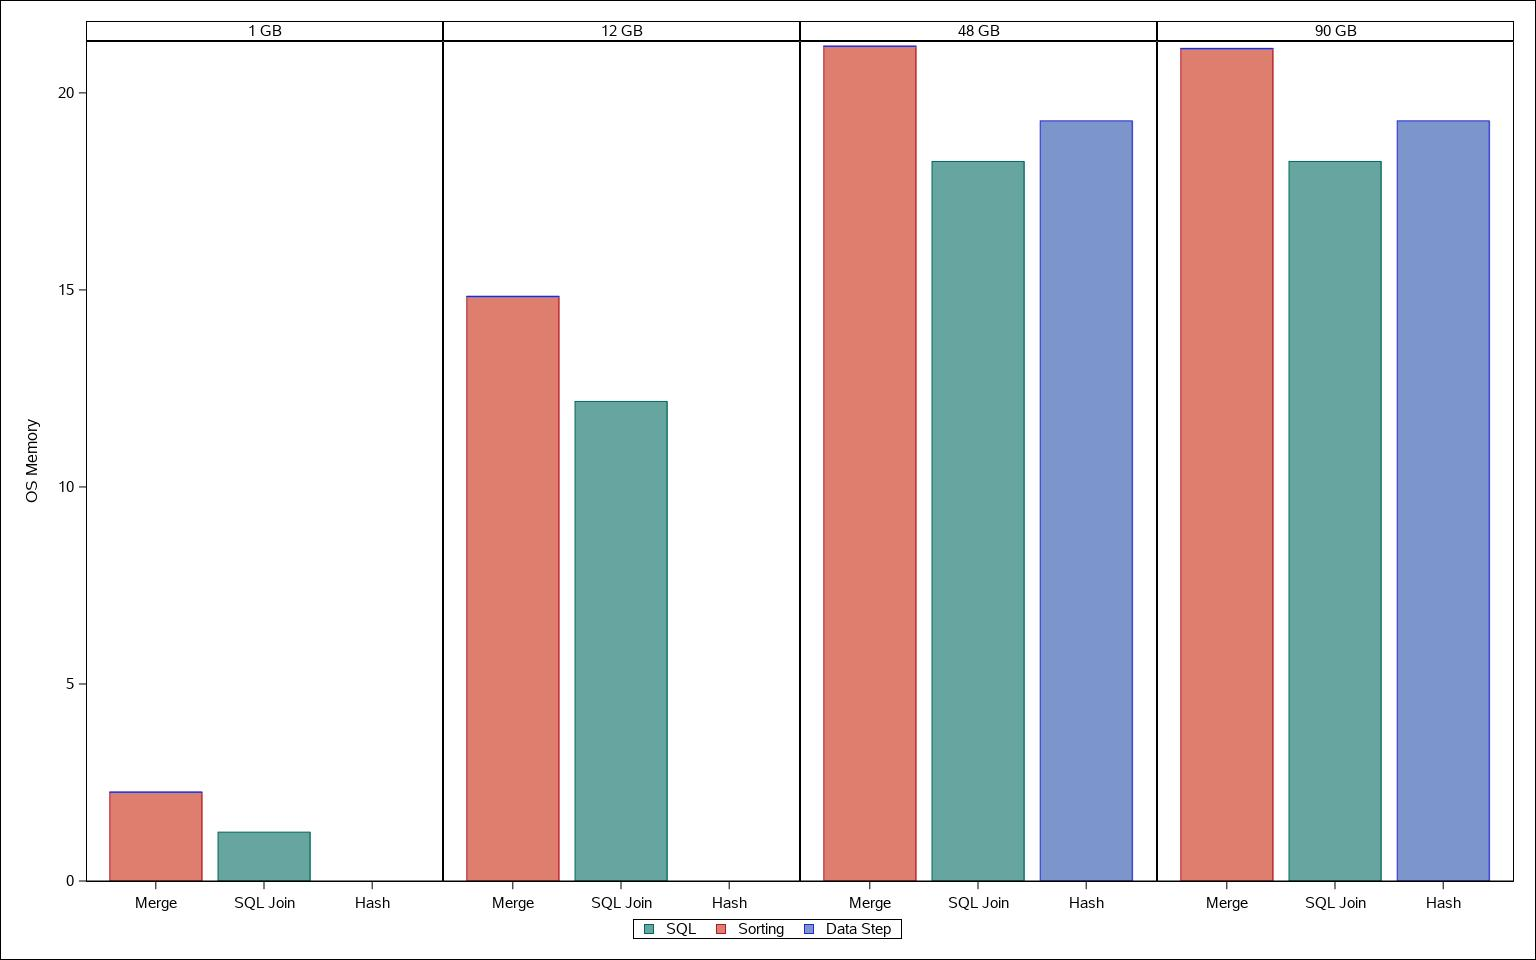 1 GB 12 GB 48 GB 90 GB
20
15
10
5
0
OS Memory
Merge SQL Join Hash Merge SQL Join Hash Merge SQL Join Hash Merge SQL Join Hash
SQL Sorting Data Step